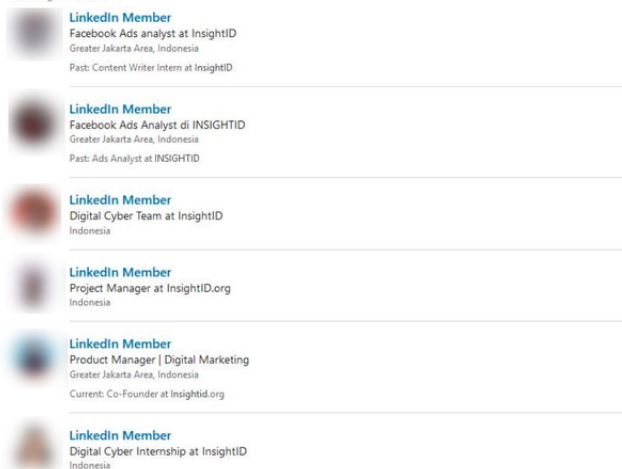 LinkedIn Member
Facebook Ads analyst at InsightID
Greater Jakarta Area, Indonesia
Past: Content Writer Intern at InsightID
LinkedIn Member
Facebook Ads Analyst di INSIGHTID
Greater Jakarta Area, Indonesia
Past: Ads Analyst at INSIGHTID
LinkedIn Member
Digital Cyber Team at InsightID
Indonesia
LinkedIn Member
Project Manager at InsightID.org
Indonesia
LinkedIn Member
Product Manager | Digital Marketing
Greater Jakarta Area, Indonesia
Current: Co-Founder at Insightid.org
LinkedIn Member
Digital Cyber Internship at InsightID
Indonesia